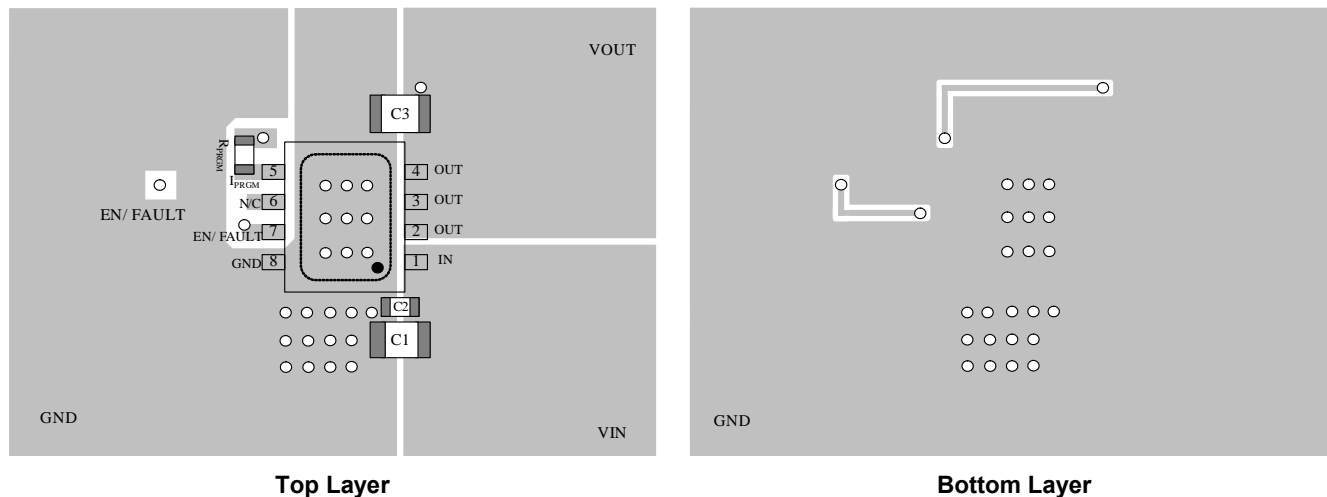 VOUT
C3
RPRGM
5
4
OUT
IPRGM
N/C
6
3
OUT
EN/ FAULT
EN/ FAULT
7
2
OUT
GND
8
1
IN
C2
C1
GND
VIN
Top Layer
GND
Bottom Layer